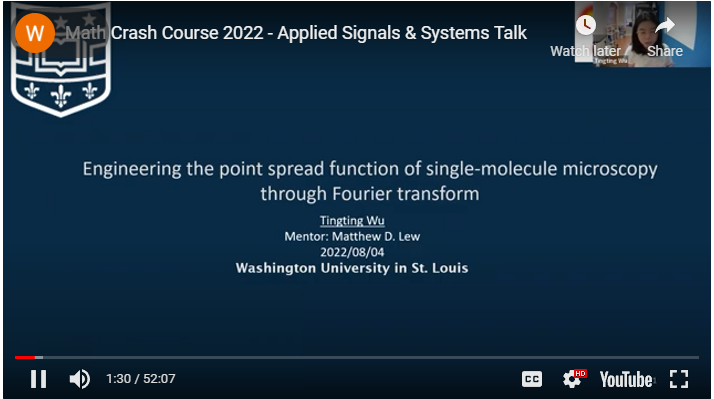 W
Math Crash Course 2022 - Applied Signals & Systems Talk
Watch later
Share
Tingting Wu
Engineering the point spread function of single-molecule microscopy
through Fourier transform
Tingting Wu
Mentor: Matthew D. Lew
2022/08/04
Washington University in St. Louis
1:30 / 52:07
CC
HD
YouTube
1